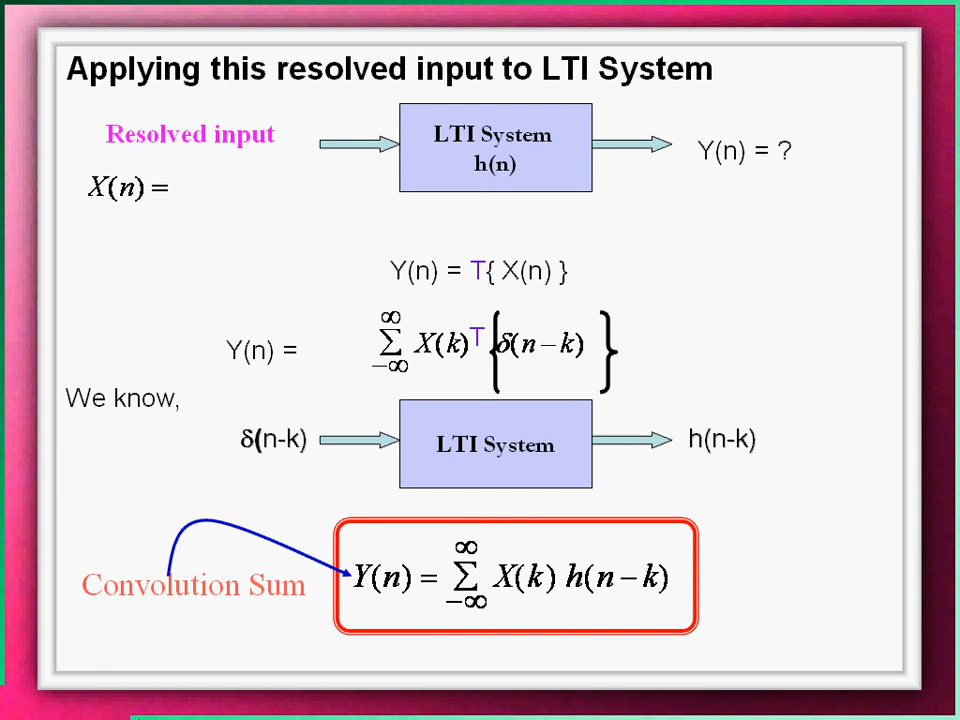 Applying this resolved input to LTI System
Resolved input
LTI System
h(n)
Y(n) = ?
X(n) =
Y(n) = T{ X(n) }
Y(n) = ∞ ∑ −∞ X(k) T { δ(n − k) }
We know,
δ(n-k)
LTI System
h(n-k)
Convolution Sum
Y(n) = ∞ ∑ −∞ X(k) h(n − k)